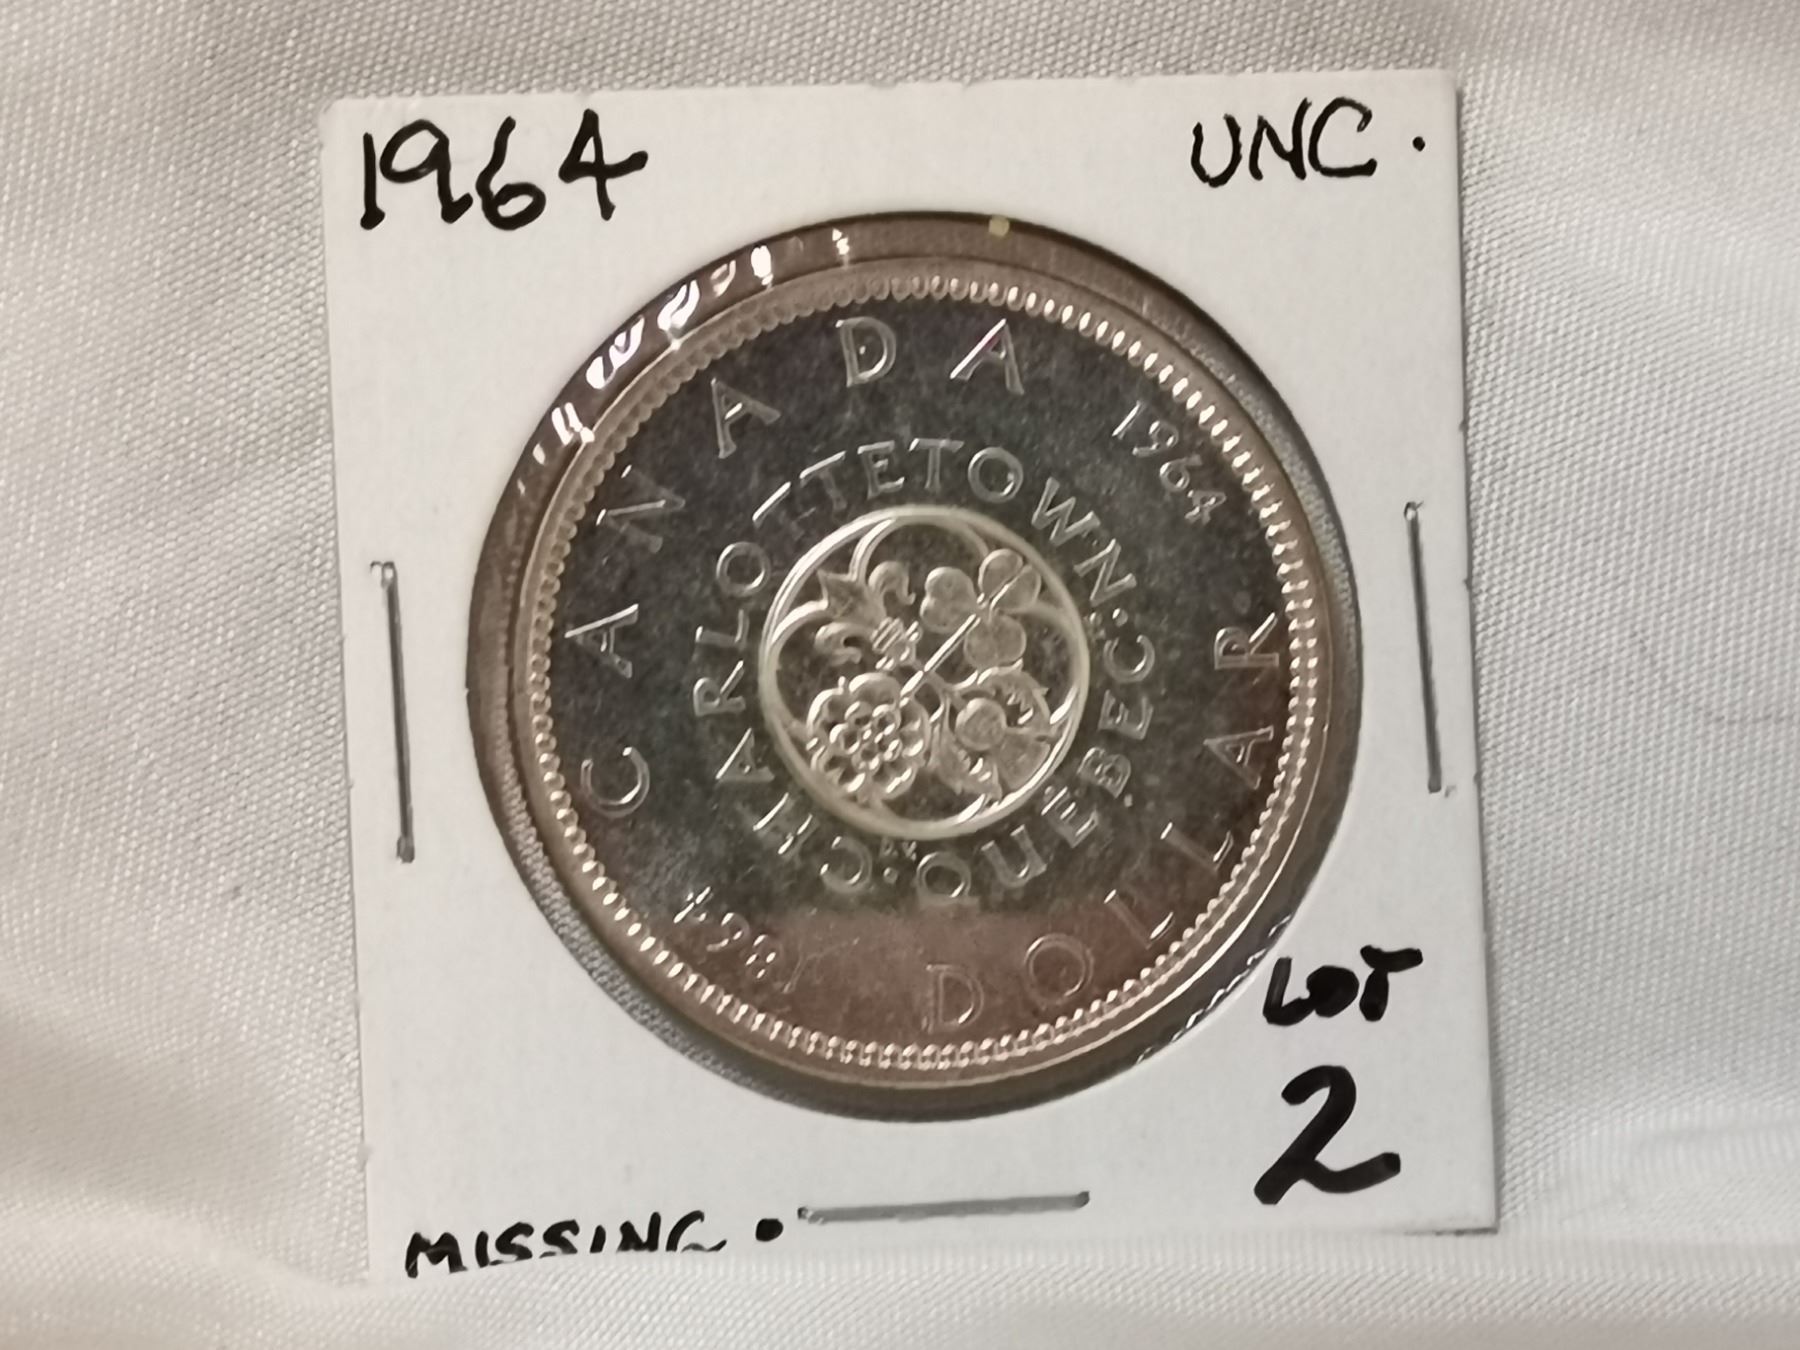 1964
UNC.
CANADA
1964
CHARLOTTETOWN:QUEBEC:
1864
DOLLAR
LOT
2
MISSING •